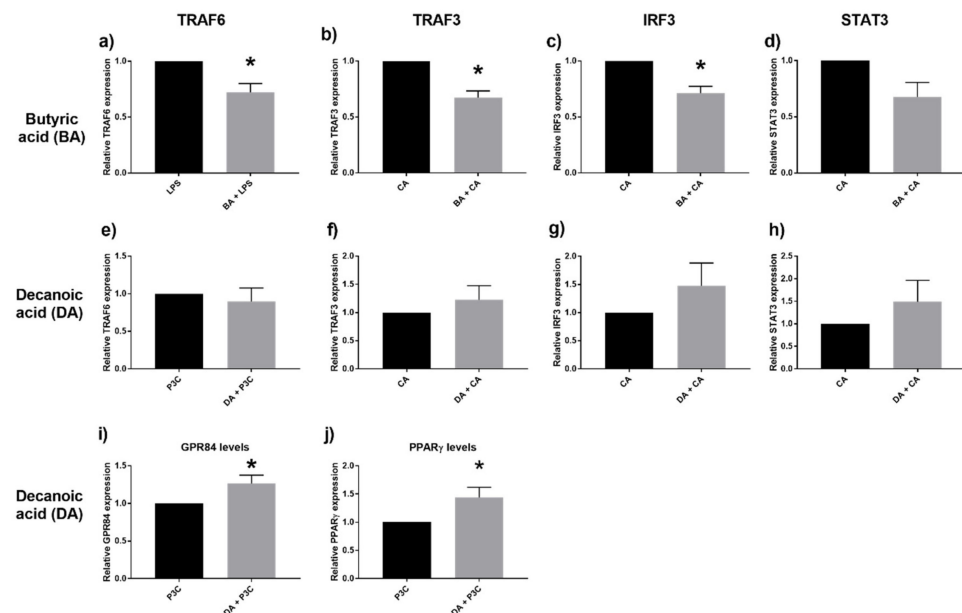 TRAF6
TRAF3
IRF3
STAT3
Butyric
acid (BA)
a)
Relative TRAF6 expression
1.0
0.5
0.0
*
LPS
BA + LPS
b)
Relative TRAF3 expression
1.0
0.5
0.0
*
CA
BA + CA
c)
Relative IRF3 expression
1.0
0.5
0.0
*
CA
BA + CA
d)
Relative STAT3 expression
1.0
0.5
0.0
CA
BA + CA
Decanoic
acid (DA)
e)
Relative TRAF6 expression
1.5
1.0
0.5
0.0
P3C
DA + P3C
f)
Relative TRAF3 expression
2.0
1.5
1.0
0.5
0.0
CA
DA + CA
g)
Relative IRF3 expression
2.0
1.5
1.0
0.5
0.0
CA
DA + CA
h)
Relative STAT3 expression
2.5
2.0
1.5
1.0
0.5
0.0
CA
DA + CA
Decanoic
acid (DA)
i)
GPR84 levels
Relative GPR84 expression
1.5
1.0
0.5
0.0
*
P3C
DA + P3C
j)
PPARγ levels
Relative PPARγ expression
2.0
1.5
1.0
0.5
0.0
*
P3C
DA + P3C